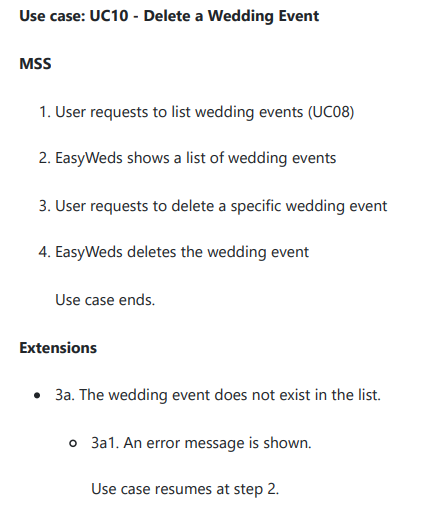 Use case: UC10 - Delete a Wedding Event
MSS
1. User requests to list wedding events (UC08)
2. EasyWeds shows a list of wedding events
3. User requests to delete a specific wedding event
4. EasyWeds deletes the wedding event
Use case ends.
Extensions
• 3a. The wedding event does not exist in the list.
○ 3a1. An error message is shown.
Use case resumes at step 2.